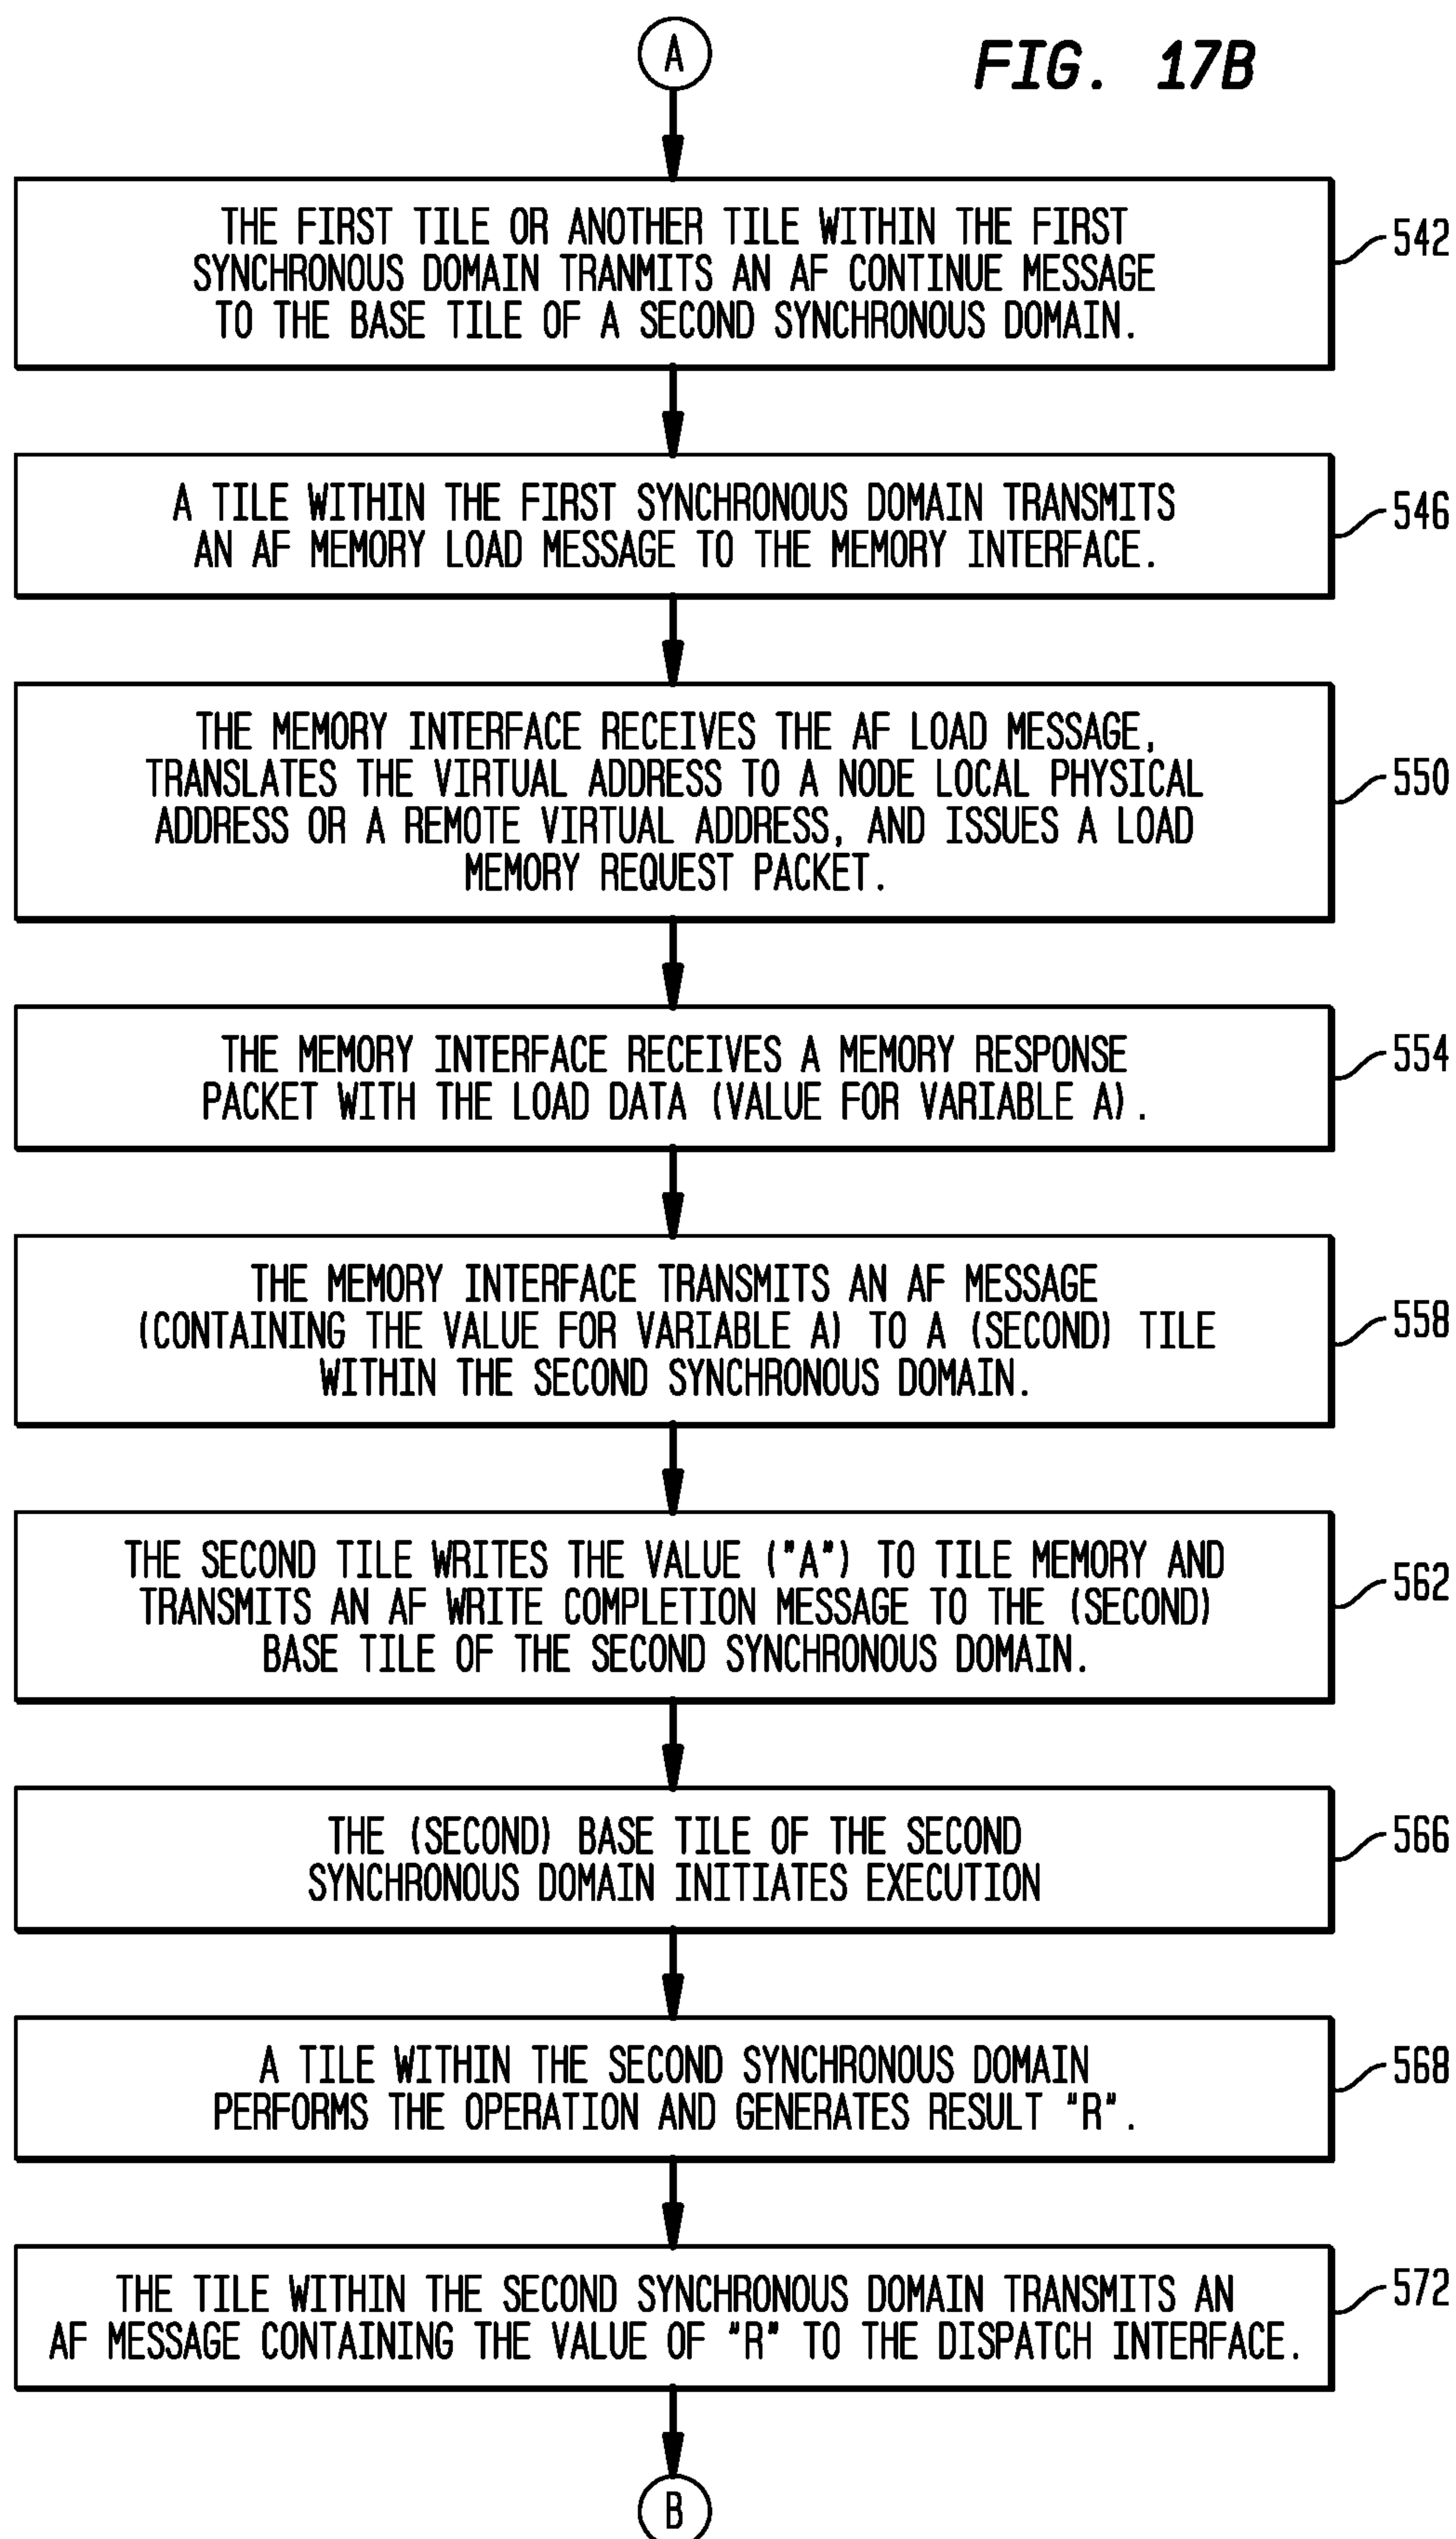 A
FIG. 17B
THE FIRST TILE OR ANOTHER TILE WITHIN THE FIRST
SYNCHRONOUS DOMAIN TRANMITS AN AF CONTINUE MESSAGE
TO THE BASE TILE OF A SECOND SYNCHRONOUS DOMAIN.
542
A TILE WITHIN THE FIRST SYNCHRONOUS DOMAIN TRANSMITS
AN AF MEMORY LOAD MESSAGE TO THE MEMORY INTERFACE.
546
THE MEMORY INTERFACE RECEIVES THE AF LOAD MESSAGE,
TRANSLATES THE VIRTUAL ADDRESS TO A NODE LOCAL PHYSICAL
ADDRESS OR A REMOTE VIRTUAL ADDRESS, AND ISSUES A LOAD
MEMORY REQUEST PACKET.
550
THE MEMORY INTERFACE RECEIVES A MEMORY RESPONSE
PACKET WITH THE LOAD DATA (VALUE FOR VARIABLE A).
554
THE MEMORY INTERFACE TRANSMITS AN AF MESSAGE
(CONTAINING THE VALUE FOR VARIABLE A) TO A (SECOND) TILE
WITHIN THE SECOND SYNCHRONOUS DOMAIN.
558
THE SECOND TILE WRITES THE VALUE ("A") TO TILE MEMORY AND
TRANSMITS AN AF WRITE COMPLETION MESSAGE TO THE (SECOND)
BASE TILE OF THE SECOND SYNCHRONOUS DOMAIN.
562
THE (SECOND) BASE TILE OF THE SECOND
SYNCHRONOUS DOMAIN INITIATES EXECUTION
566
A TILE WITHIN THE SECOND SYNCHRONOUS DOMAIN
PERFORMS THE OPERATION AND GENERATES RESULT "R".
568
THE TILE WITHIN THE SECOND SYNCHRONOUS DOMAIN TRANSMITS AN
AF MESSAGE CONTAINING THE VALUE OF "R" TO THE DISPATCH INTERFACE.
572
B